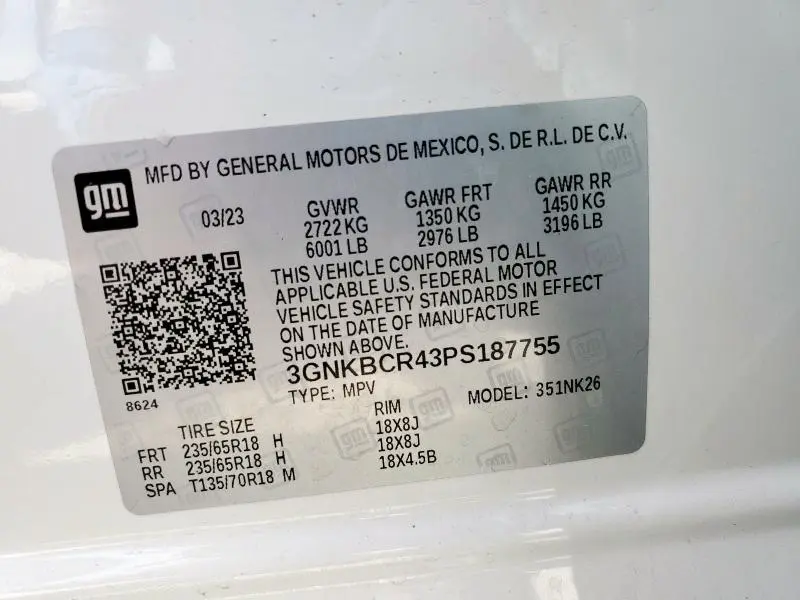 gm
MFD BY GENERAL MOTORS DE MEXICO, S. DE R.L. DE C.V.
03/23
GVWR
2722 KG
6001 LB
GAWR FRT
1350 KG
2976 LB
GAWR RR
1450 KG
3196 LB
THIS VEHICLE CONFORMS TO ALL
APPLICABLE U.S. FEDERAL MOTOR
VEHICLE SAFETY STANDARDS IN EFFECT
ON THE DATE OF MANUFACTURE
SHOWN ABOVE.
3GNKBCR43PS187755
TYPE: MPV
MODEL: 351NK26
8624
TIRE SIZE RIM
FRT 235/65R18 H 18X8J
RR 235/65R18 H 18X8J
SPA T135/70R18 M 18X4.5B